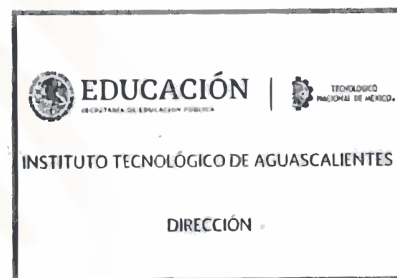 EDUCACIÓN
SECRETARÍA DE EDUCACIÓN PÚBLICA
TECNOLÓGICO
NACIONAL DE MÉXICO®
INSTITUTO TECNOLÓGICO DE AGUASCALIENTES
DIRECCIÓN